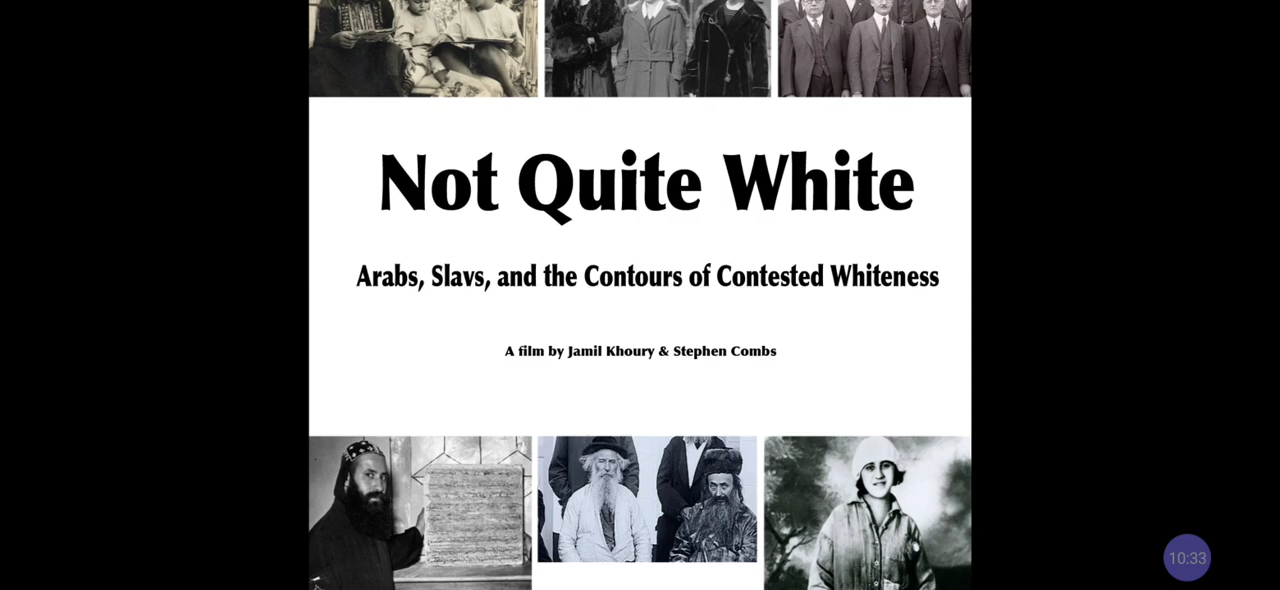 Not Quite White
Arabs, Slavs, and the Contours of Contested Whiteness
A film by Jamil Khoury & Stephen Combs
10:33